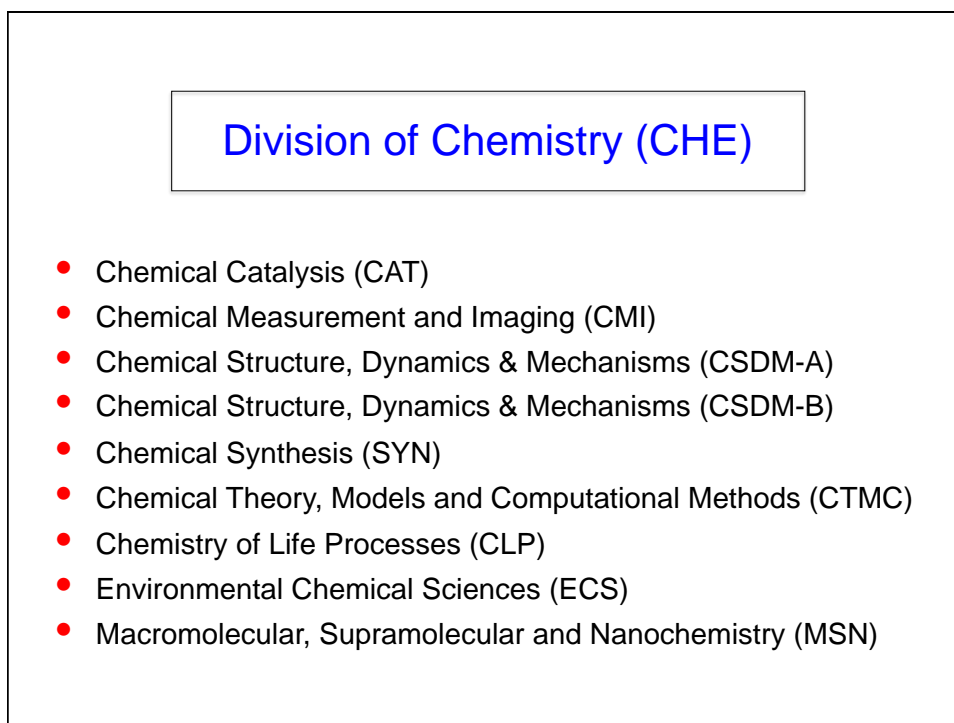 Division of Chemistry (CHE)
• Chemical Catalysis (CAT)
• Chemical Measurement and Imaging (CMI)
• Chemical Structure, Dynamics & Mechanisms (CSDM-A)
• Chemical Structure, Dynamics & Mechanisms (CSDM-B)
• Chemical Synthesis (SYN)
• Chemical Theory, Models and Computational Methods (CTMC)
• Chemistry of Life Processes (CLP)
• Environmental Chemical Sciences (ECS)
• Macromolecular, Supramolecular and Nanochemistry (MSN)